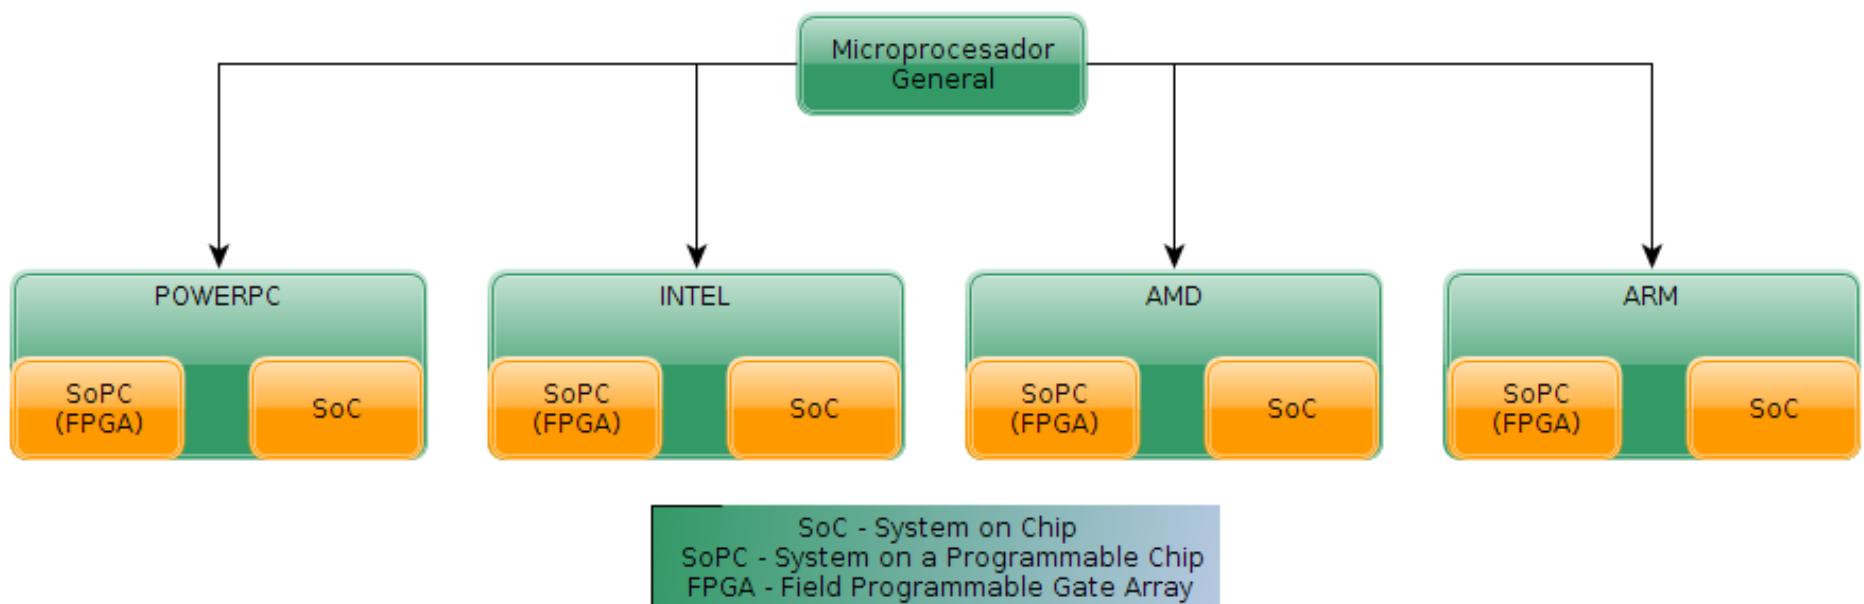 Microprocesador
General
POWERPC
INTEL
AMD
ARM
SoPC
(FPGA)
SoC
SoPC
(FPGA)
SoC
SoPC
(FPGA)
SoC
SoPC
(FPGA)
SoC
SoC - System on Chip
SoPC - System on a Programmable Chip
FPGA - Field Programmable Gate Array